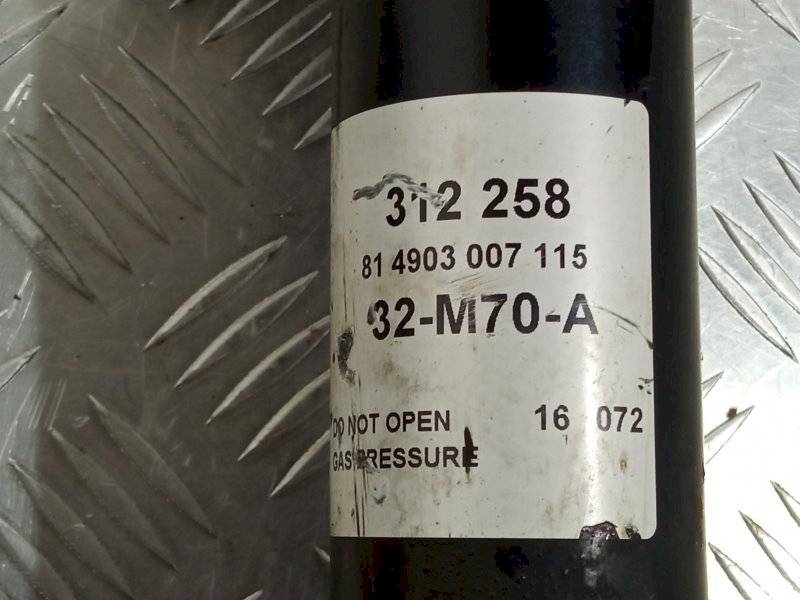 312 258
81 4903 007 115
32-M70-A
DO NOT OPEN 16 072
GAS PRESSURE